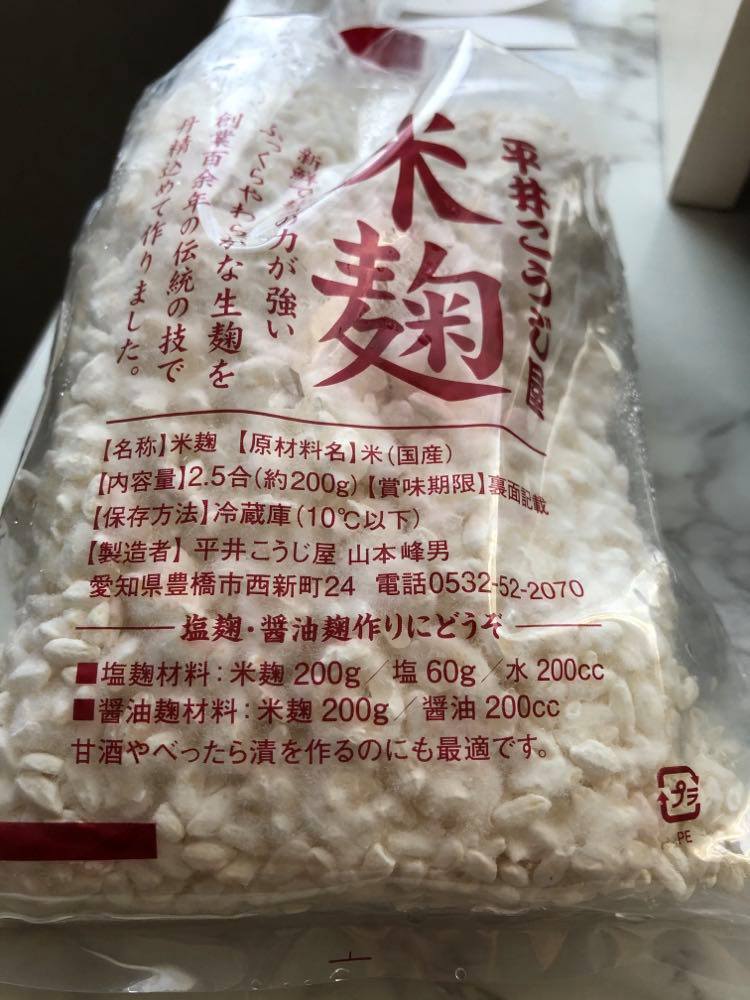 平井こうじ屋
米麹
新鮮での力が強い
ふっくらやわらかな生麹を
創業百余年の伝統の技で
丹精込めて作りました。
【名称】米麹 【原材料名】米(国産)
【内容量】2.5合(約200g)【賞味期限】裏面記載
【保存方法】冷蔵庫(10℃以下)
【製造者】 平井こうじ屋 山本峰男
愛知県豊橋市西新町24 電話0532-52-2070
塩麹・醤油麹作りにどうぞ
■塩麹材料:米麹 200g/塩 60g/水 200cc
■醤油麹材料:米麹 200g/醤油 200cc
甘酒やべったら漬を作るのにも最適です。
プラ
PE